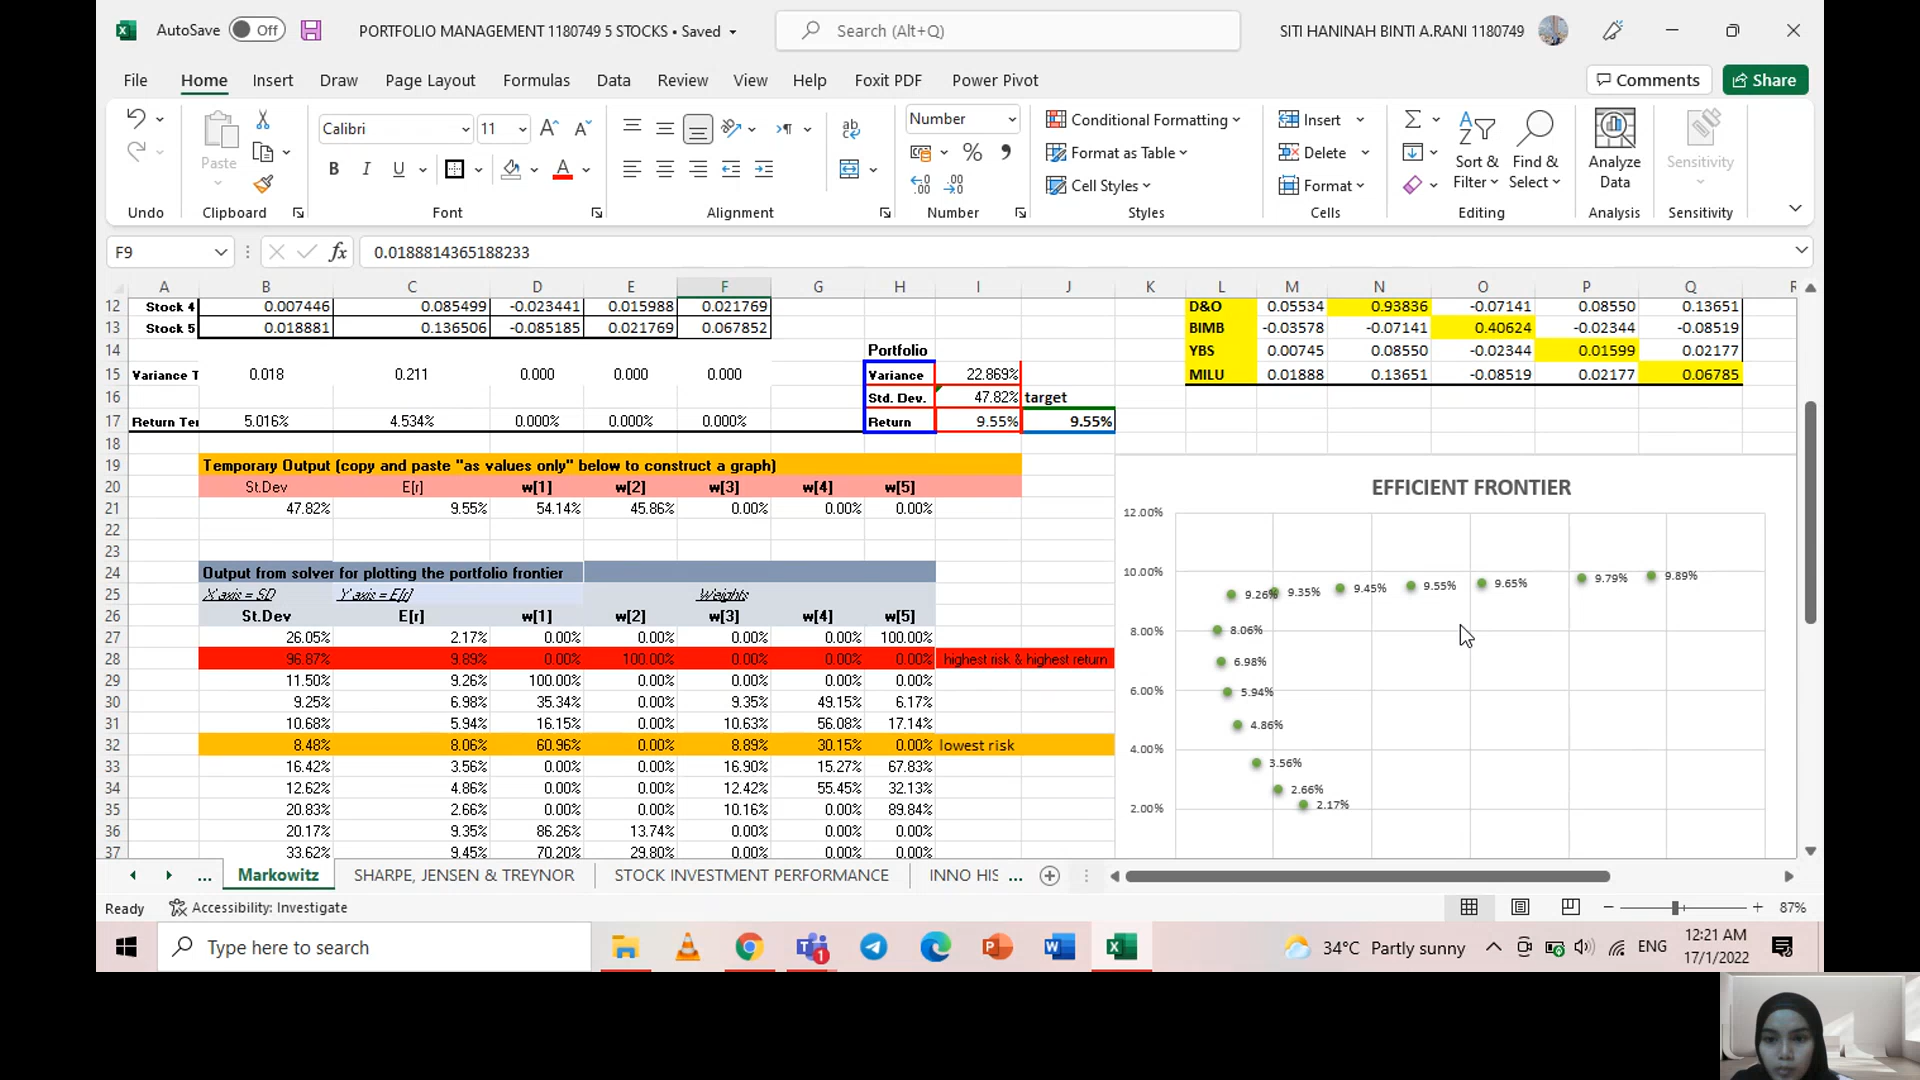 AutoSave Off PORTFOLIO MANAGEMENT 1180749 5 STOCKS • Saved Search (Alt+Q) SITI HANINAH BINTI A.RANI 1180749
File Home Insert Draw Page Layout Formulas Data Review View Help Foxit PDF Power Pivot Comments Share
Calibri 11 Number Conditional Formatting Insert
Paste Format as Table Delete Sort & Find & Analyze Sensitivity
B I U Cell Styles Format Filter Select Data
Undo Clipboard Font Alignment Number Styles Cells Editing Analysis Sensitivity
F9 fx 0.0188814365188233
A B C D E F G H I J K L M N O P Q R
12 Stock 4 0.007446 0.085499 -0.023441 0.015988 0.021769 D&O 0.05534 0.93836 -0.07141 0.08550 0.13651
13 Stock 5 0.018881 0.136506 -0.085185 0.021769 0.067852 BIMB -0.03578 -0.07141 0.40624 -0.02344 -0.08519
14 Portfolio YBS 0.00745 0.08550 -0.02344 0.01599 0.02177
15 Variance T 0.018 0.211 0.000 0.000 0.000 Variance 22.869% MILU 0.01888 0.13651 -0.08519 0.02177 0.06785
16 Std. Dev. 47.82% target
17 Return Ter 5.016% 4.534% 0.000% 0.000% 0.000% Return 9.55% 9.55%
18
19 Temporary Output (copy and paste "as values only" below to construct a graph)
20 St.Dev E[r] w[1] w[2] w[3] w[4] w[5]
21 47.82% 9.55% 54.14% 45.86% 0.00% 0.00% 0.00%
22
23
24 Output from solver for plotting the portfolio frontier
25 X axis = SD Y axis = E[r] Weights
26 St.Dev E[r] w[1] w[2] w[3] w[4] w[5]
27 26.05% 2.17% 0.00% 0.00% 0.00% 0.00% 100.00%
28 96.87% 9.89% 0.00% 100.00% 0.00% 0.00% 0.00% highest risk & highest return
29 11.50% 9.26% 100.00% 0.00% 0.00% 0.00% 0.00%
30 9.25% 6.98% 35.34% 0.00% 9.35% 49.15% 6.17%
31 10.68% 5.94% 16.15% 0.00% 10.63% 56.08% 17.14%
32 8.48% 8.06% 60.96% 0.00% 8.89% 30.15% 0.00% lowest risk
33 16.42% 3.56% 0.00% 0.00% 16.90% 15.27% 67.83%
34 12.62% 4.86% 0.00% 0.00% 12.42% 55.45% 32.13%
35 20.83% 2.66% 0.00% 0.00% 10.16% 0.00% 89.84%
36 20.17% 9.35% 86.26% 13.74% 0.00% 0.00% 0.00%
37 33.62% 9.45% 70.20% 29.80% 0.00% 0.00% 0.00%
EFFICIENT FRONTIER
12.00%
10.00%
9.26% 9.35% 9.45% 9.55% 9.65% 9.79% 9.89%
8.00% 8.06%
6.98%
6.00% 5.94%
4.86%
4.00%
3.56%
2.66%
2.00% 2.17%
... Markowitz SHARPE, JENSEN & TREYNOR STOCK INVESTMENT PERFORMANCE INNO HIS ...
Ready Accessibility: Investigate 87%
Type here to search 1 34°C Partly sunny ENG 12:21 AM
17/1/2022